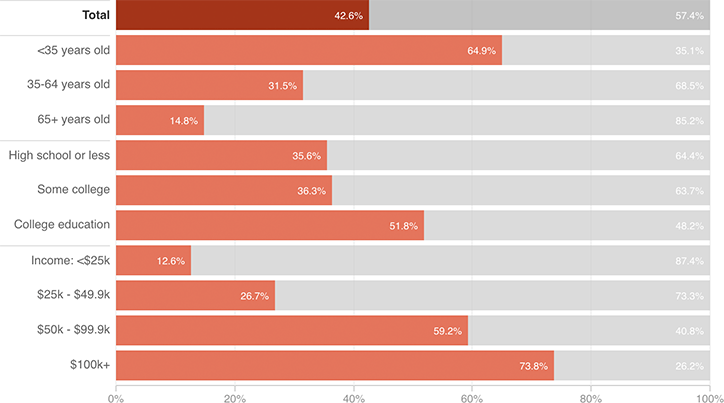 Total 42.6% 57.4%
<35 years old 64.9% 35.1%
35-64 years old 31.5% 68.5%
65+ years old 14.8% 85.2%
High school or less 35.6% 64.4%
Some college 36.3% 63.7%
College education 51.8% 48.2%
Income: <$25k 12.6% 87.4%
$25k - $49.9k 26.7% 73.3%
$50k - $99.9k 59.2% 40.8%
$100k+ 73.8% 26.2%
0% 20% 40% 60% 80% 100%